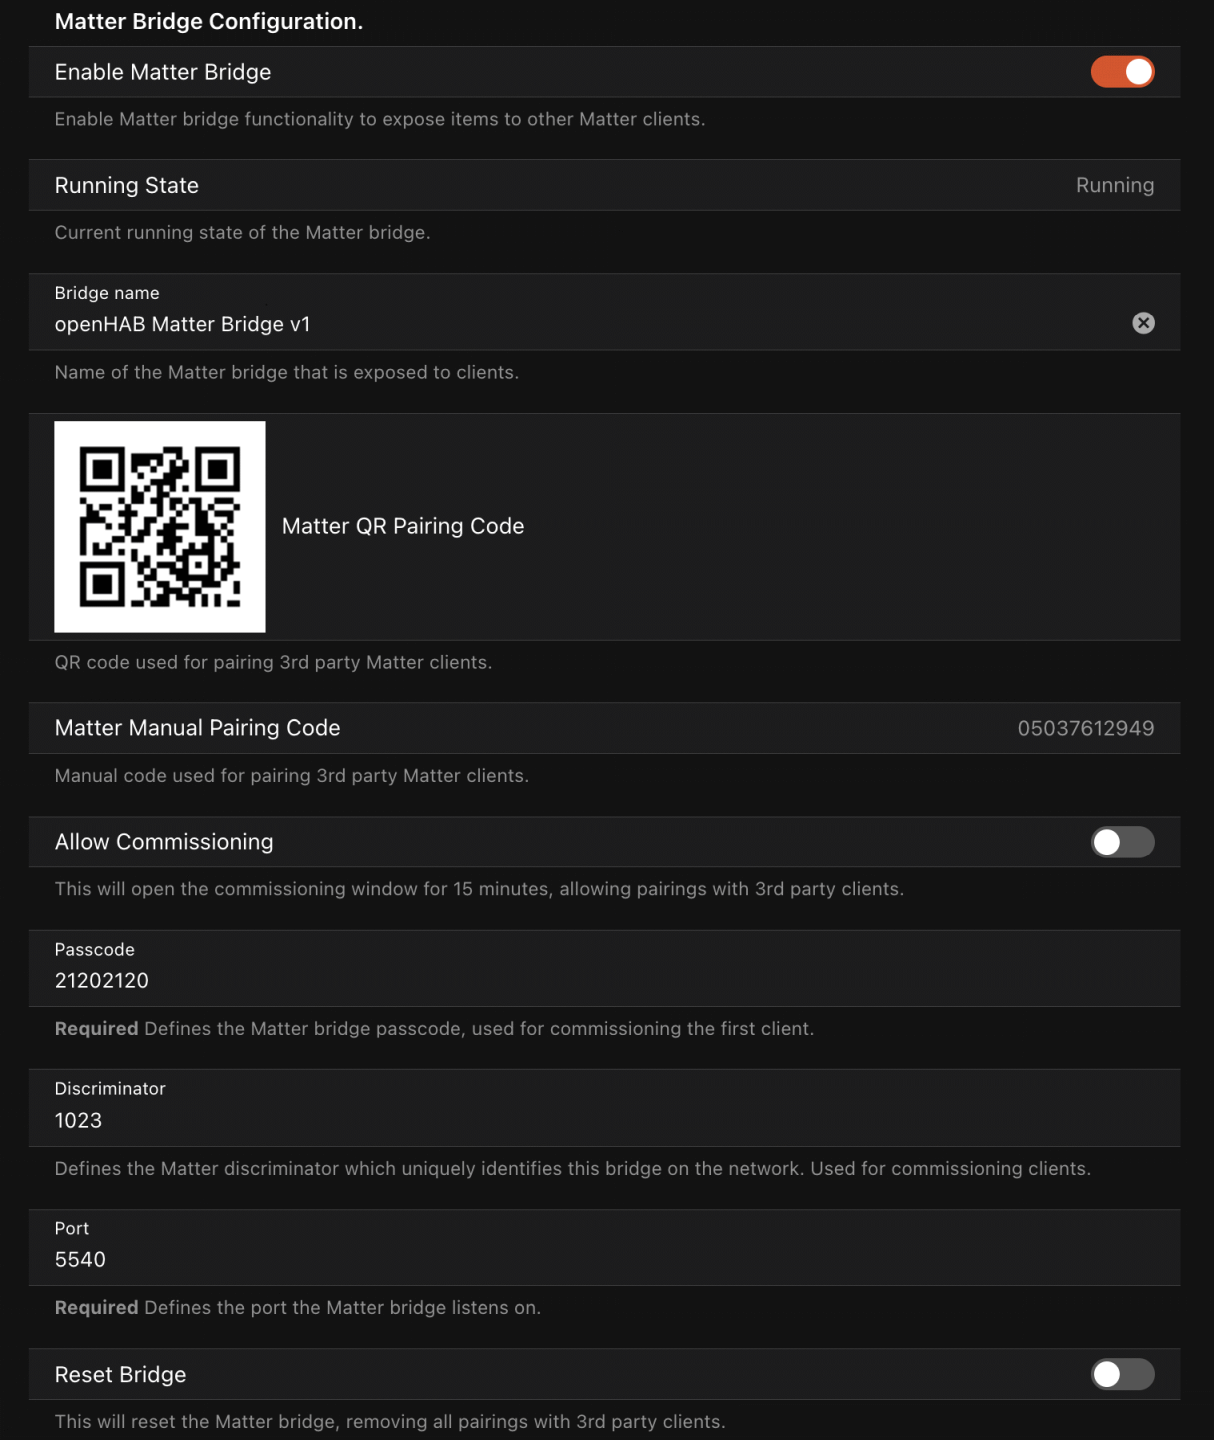 Matter Bridge Configuration.
Enable Matter Bridge
Enable Matter bridge functionality to expose items to other Matter clients.
Running State
Running
Current running state of the Matter bridge.
Bridge name
openHAB Matter Bridge v1
Name of the Matter bridge that is exposed to clients.
Matter QR Pairing Code
QR code used for pairing 3rd party Matter clients.
Matter Manual Pairing Code
05037612949
Manual code used for pairing 3rd party Matter clients.
Allow Commissioning
This will open the commissioning window for 15 minutes, allowing pairings with 3rd party clients.
Passcode
21202120
Required Defines the Matter bridge passcode, used for commissioning the first client.
Discriminator
1023
Defines the Matter discriminator which uniquely identifies this bridge on the network. Used for commissioning clients.
Port
5540
Required Defines the port the Matter bridge listens on.
Reset Bridge
This will reset the Matter bridge, removing all pairings with 3rd party clients.